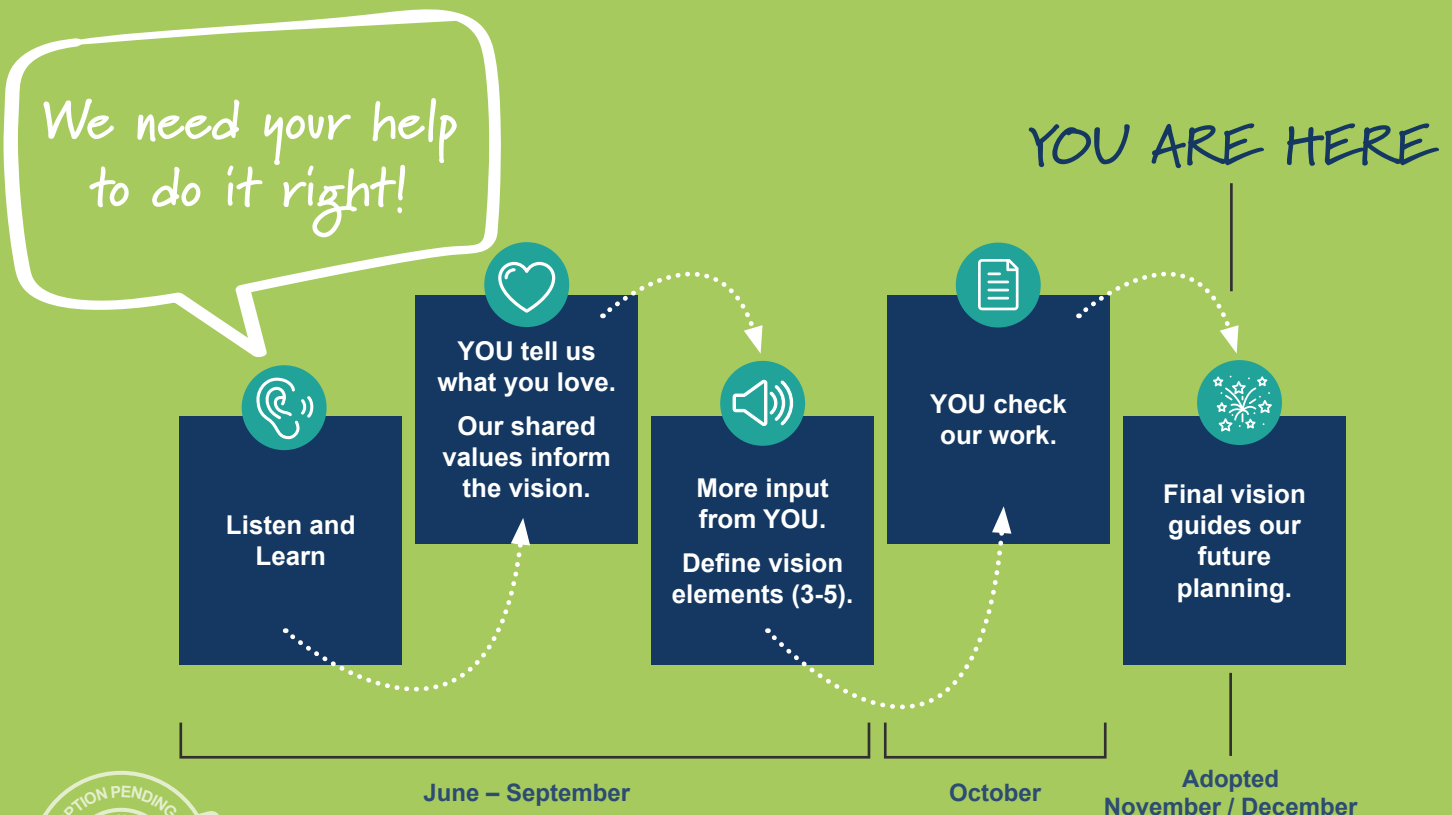 We need your help
to do it right!
YOU ARE HERE
Listen and
Learn
YOU tell us
what you love.
Our shared
values inform
the vision.
More input
from YOU.
Define vision
elements (3-5).
YOU check
our work.
Final vision
guides our
future
planning.
June – September
October
Adopted
November / December
PENDING